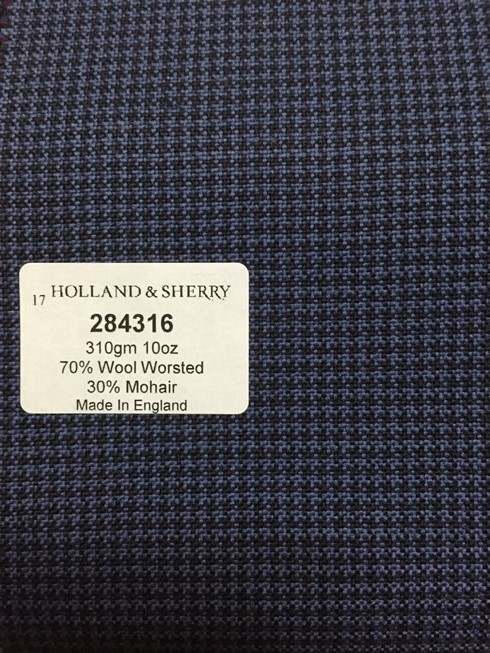 17 HOLLAND & SHERRY
284316
310gm 10oz
70% Wool Worsted
30% Mohair
Made In England